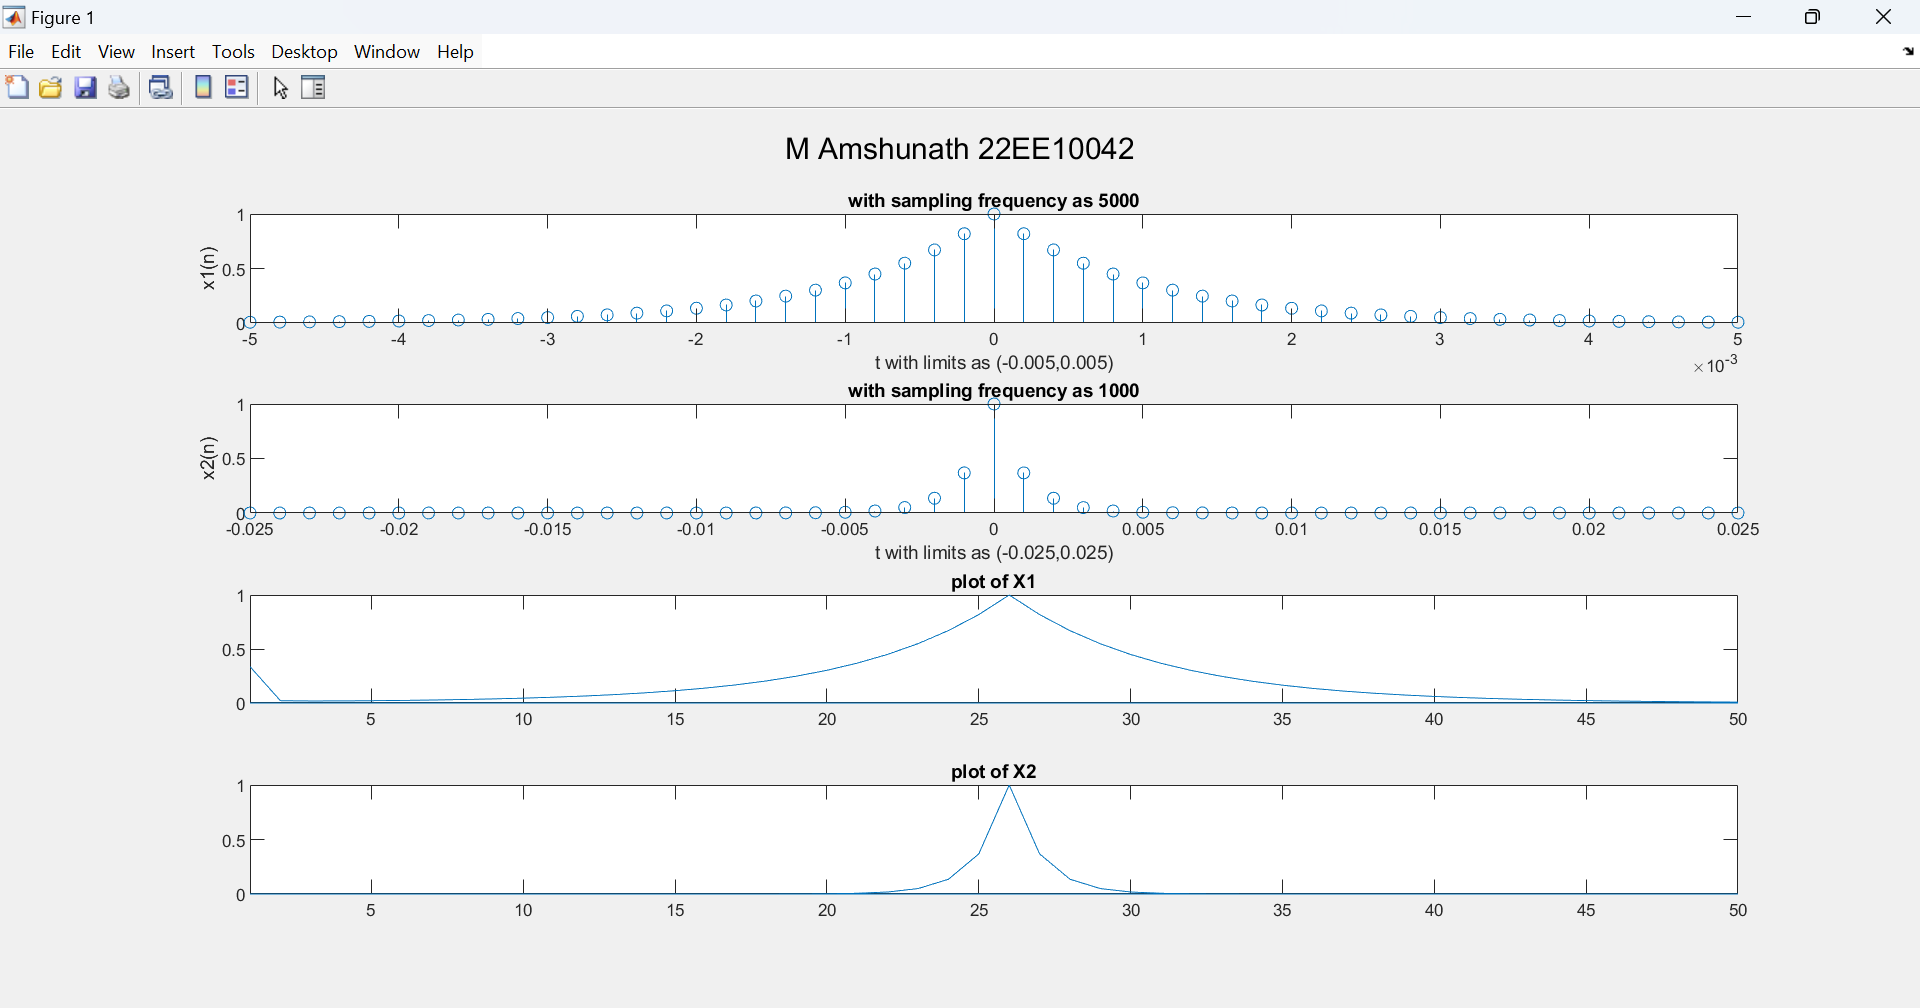 Figure 1
File Edit View Insert Tools Desktop Window Help
M Amshunath 22EE10042
with sampling frequency as 5000
x1(n)
1
0.5
0
-5 -4 -3 -2 -1 0 1 2 3 4 5
×10-3
t with limits as (-0.005,0.005)
with sampling frequency as 1000
x2(n)
1
0.5
0
-0.025 -0.02 -0.015 -0.01 -0.005 0 0.005 0.01 0.015 0.02 0.025
t with limits as (-0.025,0.025)
plot of X1
1
0.5
0
5 10 15 20 25 30 35 40 45 50
plot of X2
1
0.5
0
5 10 15 20 25 30 35 40 45 50